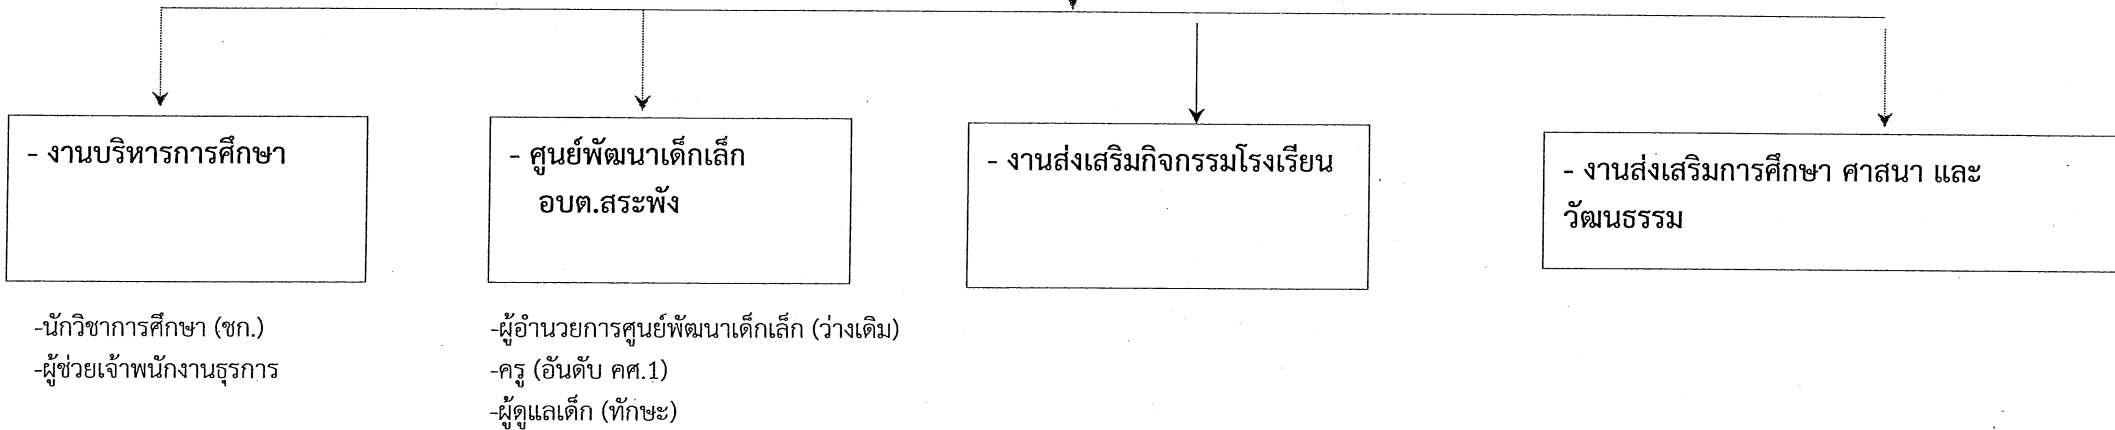 - งานบริหารการศึกษา
- ศูนย์พัฒนาเด็กเล็ก
อบต.สระพัง
- งานส่งเสริมกิจกรรมโรงเรียน
- งานส่งเสริมการศึกษา ศาสนา และ
วัฒนธรรม
-นักวิชาการศึกษา (ชก.)
-ผู้ช่วยเจ้าพนักงานธุรการ
-ผู้อำนวยการศูนย์พัฒนาเด็กเล็ก (ว่างเดิม)
-ครู (อันดับ คศ.1)
-ผู้ดูแลเด็ก (ทักษะ)